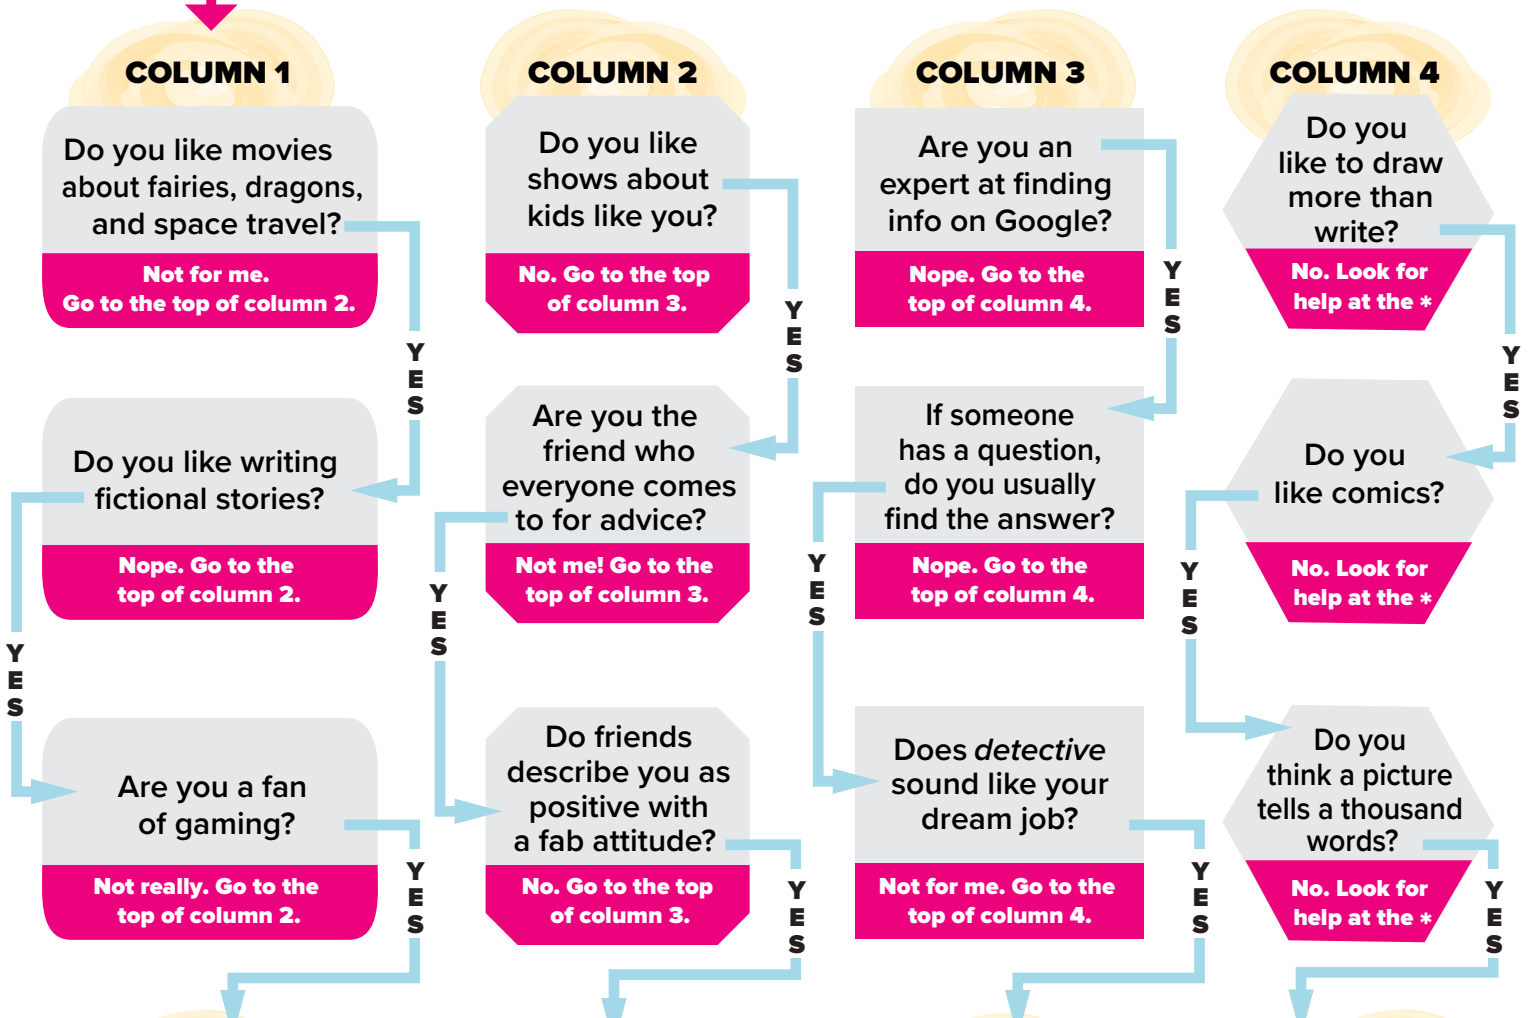 COLUMN 1
Do you like movies
about fairies, dragons,
and space travel?
Not for me.
Go to the top of column 2.
YES
Do you like writing
fictional stories?
Nope. Go to the
top of column 2.
YES
Are you a fan
of gaming?
Not really. Go to the
top of column 2.
YES
COLUMN 2
Do you like
shows about
kids like you?
No. Go to the top
of column 3.
YES
Are you the
friend who
everyone comes
to for advice?
Not me! Go to the
top of column 3.
YES
Do friends
describe you as
positive with
a fab attitude?
No. Go to the top
of column 3.
YES
COLUMN 3
Are you an
expert at finding
info on Google?
Nope. Go to the
top of column 4.
YES
If someone
has a question,
do you usually
find the answer?
Nope. Go to the
top of column 4.
YES
Does detective
sound like your
dream job?
Not for me. Go to the
top of column 4.
YES
COLUMN 4
Do you
like to draw
more than
write?
No. Look for
help at the *
YES
Do you
like comics?
No. Look for
help at the *
YES
Do you
think a picture
tells a thousand
words?
No. Look for
help at the *
YES